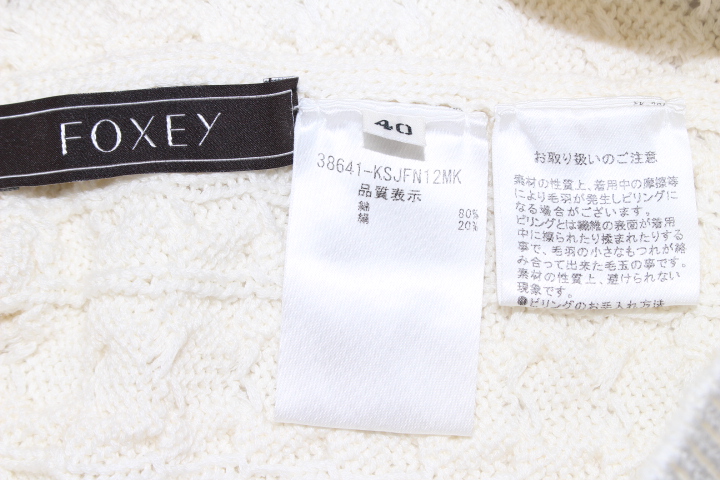 FOXEY
40
38641-KSJFN12MK
品質表示
綿 80%
絹 20%
お取り扱いのご注意
素材の性質上、着用中の摩擦等
により毛羽が発生しピリングに
なる場合がございます。
ピリングとは繊維の表面が着用
中に擦られたり揉まれたりする
事で、毛羽の小さなもつれが絡
み合って出来た毛玉の事です。
素材の性質上、避けられない
現象です。
●ピリングのお手入れ方法